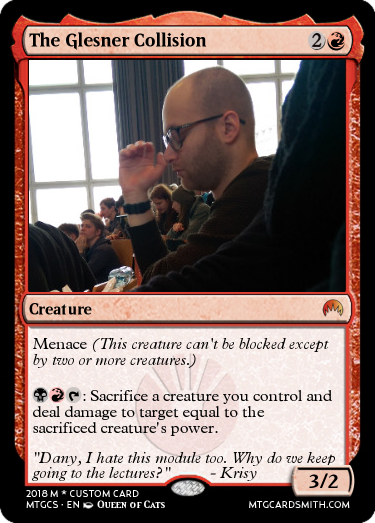 The Glesner Collision 2
Creature
Menace (This creature can't be blocked except
by two or more creatures.)
: Sacrifice a creature you control and
deal damage to target equal to the
sacrificed creature's power.
"Dany, I hate this module too. Why do we keep
going to the lectures?" - Krisy
3/2
2018 M * CUSTOM CARD
MTGCS · EN QUEEN OF CATS
MTGCARDSMITH.COM